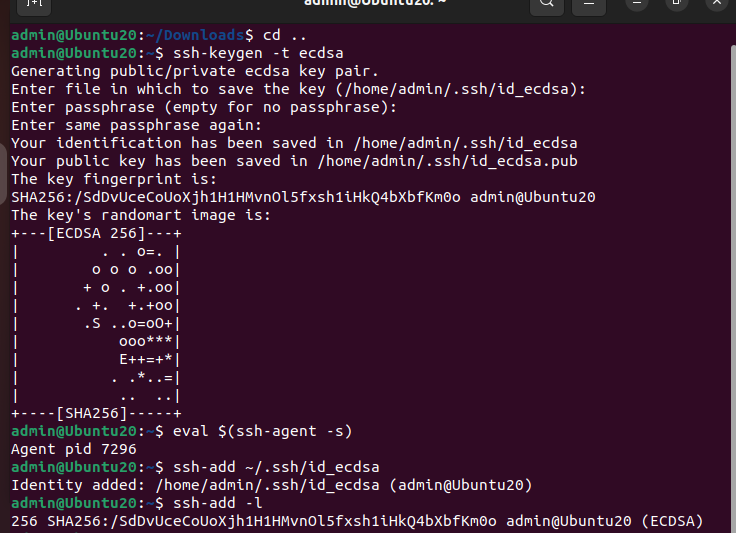 admin@Ubuntu20: ~
admin@Ubuntu20:~/Downloads$ cd ..
admin@Ubuntu20:~$ ssh-keygen -t ecdsa
Generating public/private ecdsa key pair.
Enter file in which to save the key (/home/admin/.ssh/id_ecdsa):
Enter passphrase (empty for no passphrase):
Enter same passphrase again:
Your identification has been saved in /home/admin/.ssh/id_ecdsa
Your public key has been saved in /home/admin/.ssh/id_ecdsa.pub
The key fingerprint is:
SHA256:/SdDvUceCoUoXjh1H1HMvnOl5fxsh1iHkQ4bXbfKm0o admin@Ubuntu20
The key's randomart image is:
+---[ECDSA 256]---+
|         . . o=. |
|        o o o .oo|
|       + o . +.oo|
|      . +.  +.+oo|
|       .S ..o=oO+|
|           ooo***|
|           E++=+*|
|          . .*..=|
|           ..  ..|
+----[SHA256]-----+
admin@Ubuntu20:~$ eval $(ssh-agent -s)
Agent pid 7296
admin@Ubuntu20:~$ ssh-add ~/.ssh/id_ecdsa
Identity added: /home/admin/.ssh/id_ecdsa (admin@Ubuntu20)
admin@Ubuntu20:~$ ssh-add -l
256 SHA256:/SdDvUceCoUoXjh1H1HMvnOl5fxsh1iHkQ4bXbfKm0o admin@Ubuntu20 (ECDSA)